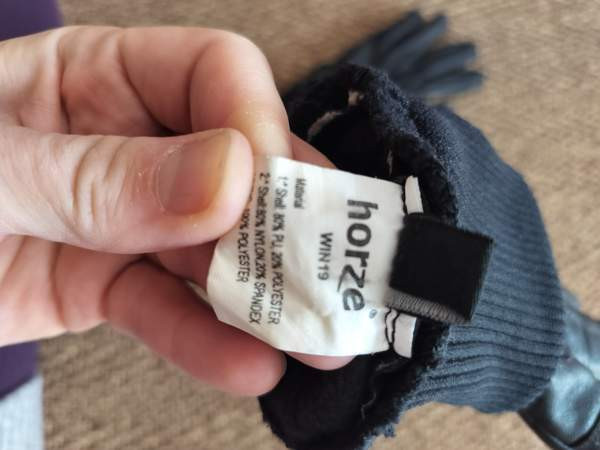 horze®
WIN19
Material
1* Shell: 80% PU, 20% POLYESTER
2* Shell: 80% NYLON 20% SPANDEX
100% POLYESTER